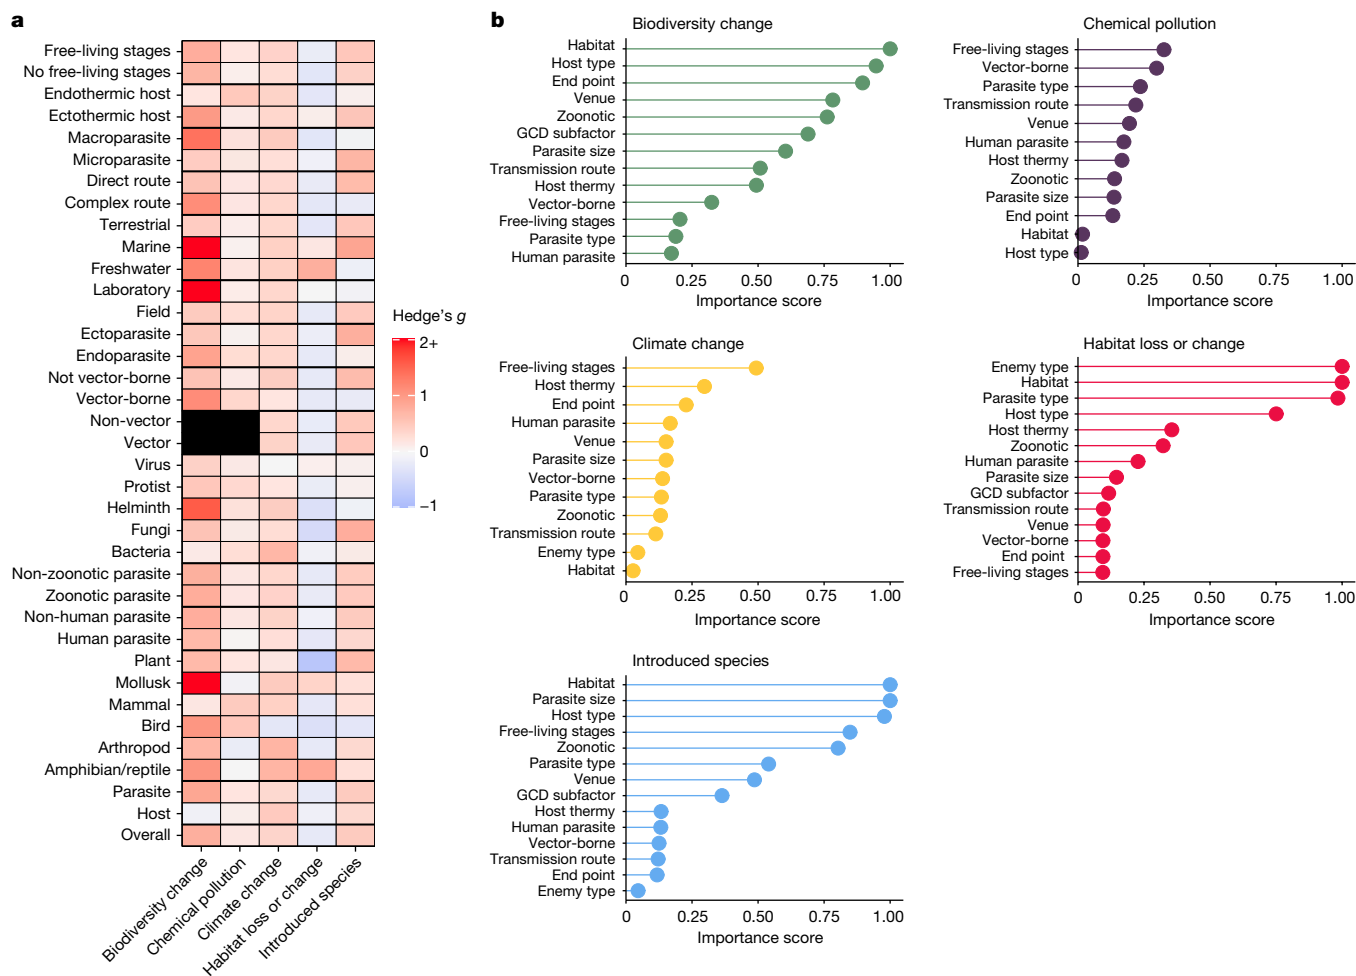 a
Free-living stages
No free-living stages
Endothermic host
Ectothermic host
Macroparasite
Microparasite
Direct route
Complex route
Terrestrial
Marine
Freshwater
Laboratory
Field
Ectoparasite
Endoparasite
Not vector-borne
Vector-borne
Non-vector
Vector
Virus
Protist
Helminth
Fungi
Bacteria
Non-zoonotic parasite
Zoonotic parasite
Non-human parasite
Human parasite
Plant
Mollusk
Mammal
Bird
Arthropod
Amphibian/reptile
Parasite
Host
Overall
Biodiversity change
Chemical pollution
Climate change
Habitat loss or change
Introduced species
Hedge's g
2+
1
0
−1
b
Biodiversity change
Habitat
Host type
End point
Venue
Zoonotic
GCD subfactor
Parasite size
Transmission route
Host thermy
Vector-borne
Free-living stages
Parasite type
Human parasite
0 0.25 0.50 0.75 1.00
Importance score
Chemical pollution
Free-living stages
Vector-borne
Parasite type
Transmission route
Venue
Human parasite
Host thermy
Zoonotic
Parasite size
End point
Habitat
Host type
0 0.25 0.50 0.75 1.00
Importance score
Climate change
Free-living stages
Host thermy
End point
Human parasite
Venue
Parasite size
Vector-borne
Parasite type
Zoonotic
Transmission route
Enemy type
Habitat
0 0.25 0.50 0.75 1.00
Importance score
Habitat loss or change
Enemy type
Habitat
Parasite type
Host type
Host thermy
Zoonotic
Human parasite
Parasite size
GCD subfactor
Transmission route
Venue
Vector-borne
End point
Free-living stages
0 0.25 0.50 0.75 1.00
Importance score
Introduced species
Habitat
Parasite size
Host type
Free-living stages
Zoonotic
Parasite type
Venue
GCD subfactor
Host thermy
Human parasite
Vector-borne
Transmission route
End point
Enemy type
0 0.25 0.50 0.75 1.00
Importance score